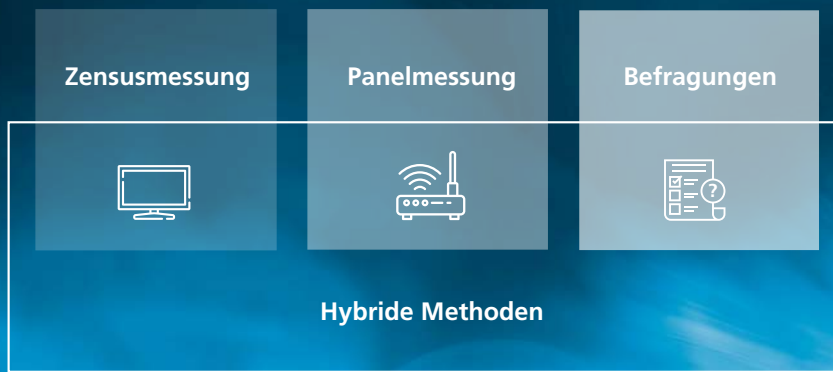 Zensusmessung
Panelmessung
Befragungen
?
Hybride Methoden